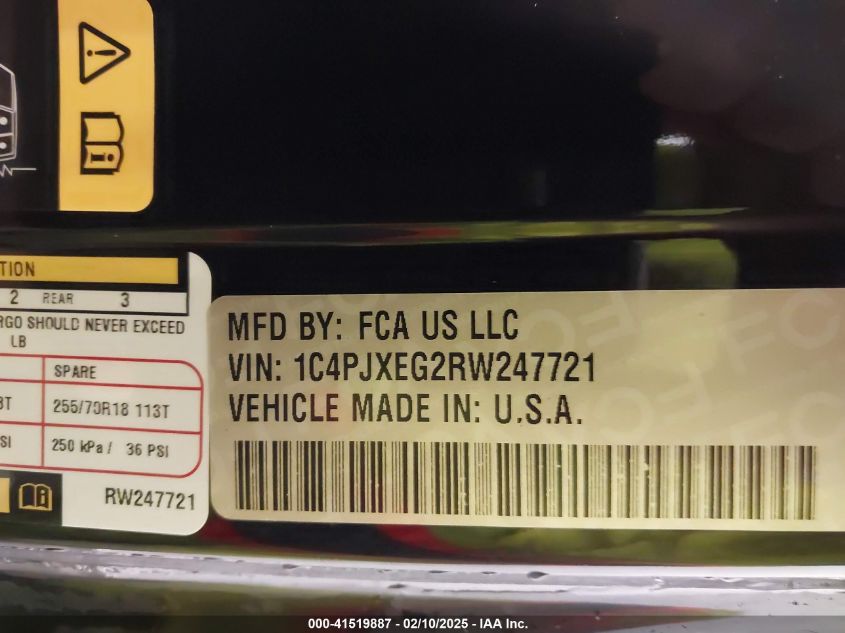 TION
2 REAR 3
RGO SHOULD NEVER EXCEED
LB
SPARE
255/70R18 113T
SI 250 kPa / 36 PSI
RW247721
MFD BY: FCA US LLC
VIN: 1C4PJXEG2RW247721
VEHICLE MADE IN: U.S.A.
000-41519887 - 02/10/2025 - IAA Inc.